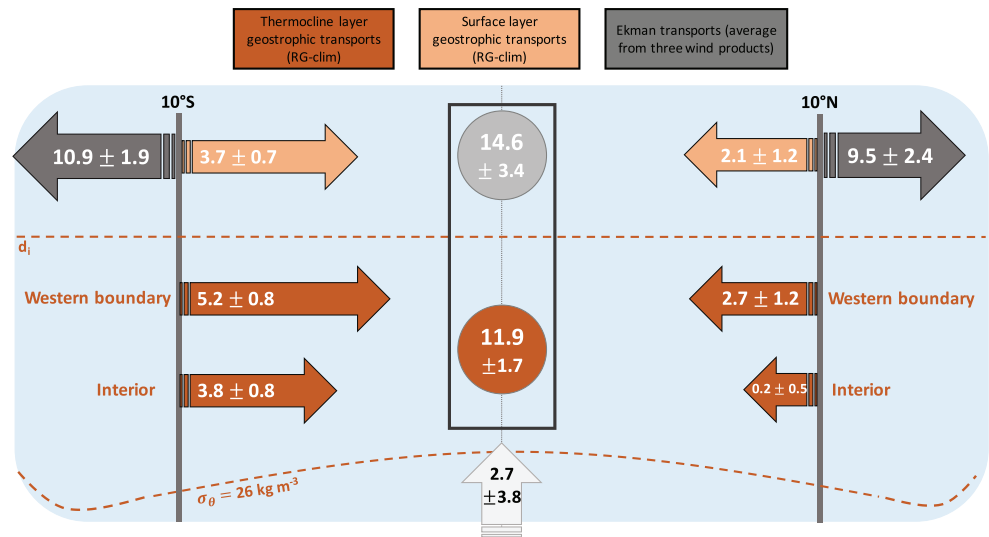 Thermocline layer
geostrophic transports
(RG-clim)
Surface layer
geostrophic transports
(RG-clim)
Ekman transports (average
from three wind products)
10°S
10°N
10.9 ± 1.9
3.7 ± 0.7
14.6
± 3.4
2.1 ± 1.2
9.5 ± 2.4
dᵢ
Western boundary
5.2 ± 0.8
2.7 ± 1.2
Western boundary
11.9
±1.7
Interior
3.8 ± 0.8
0.2 ± 0.5
Interior
2.7
±3.8
σ_θ = 26 kg m⁻³